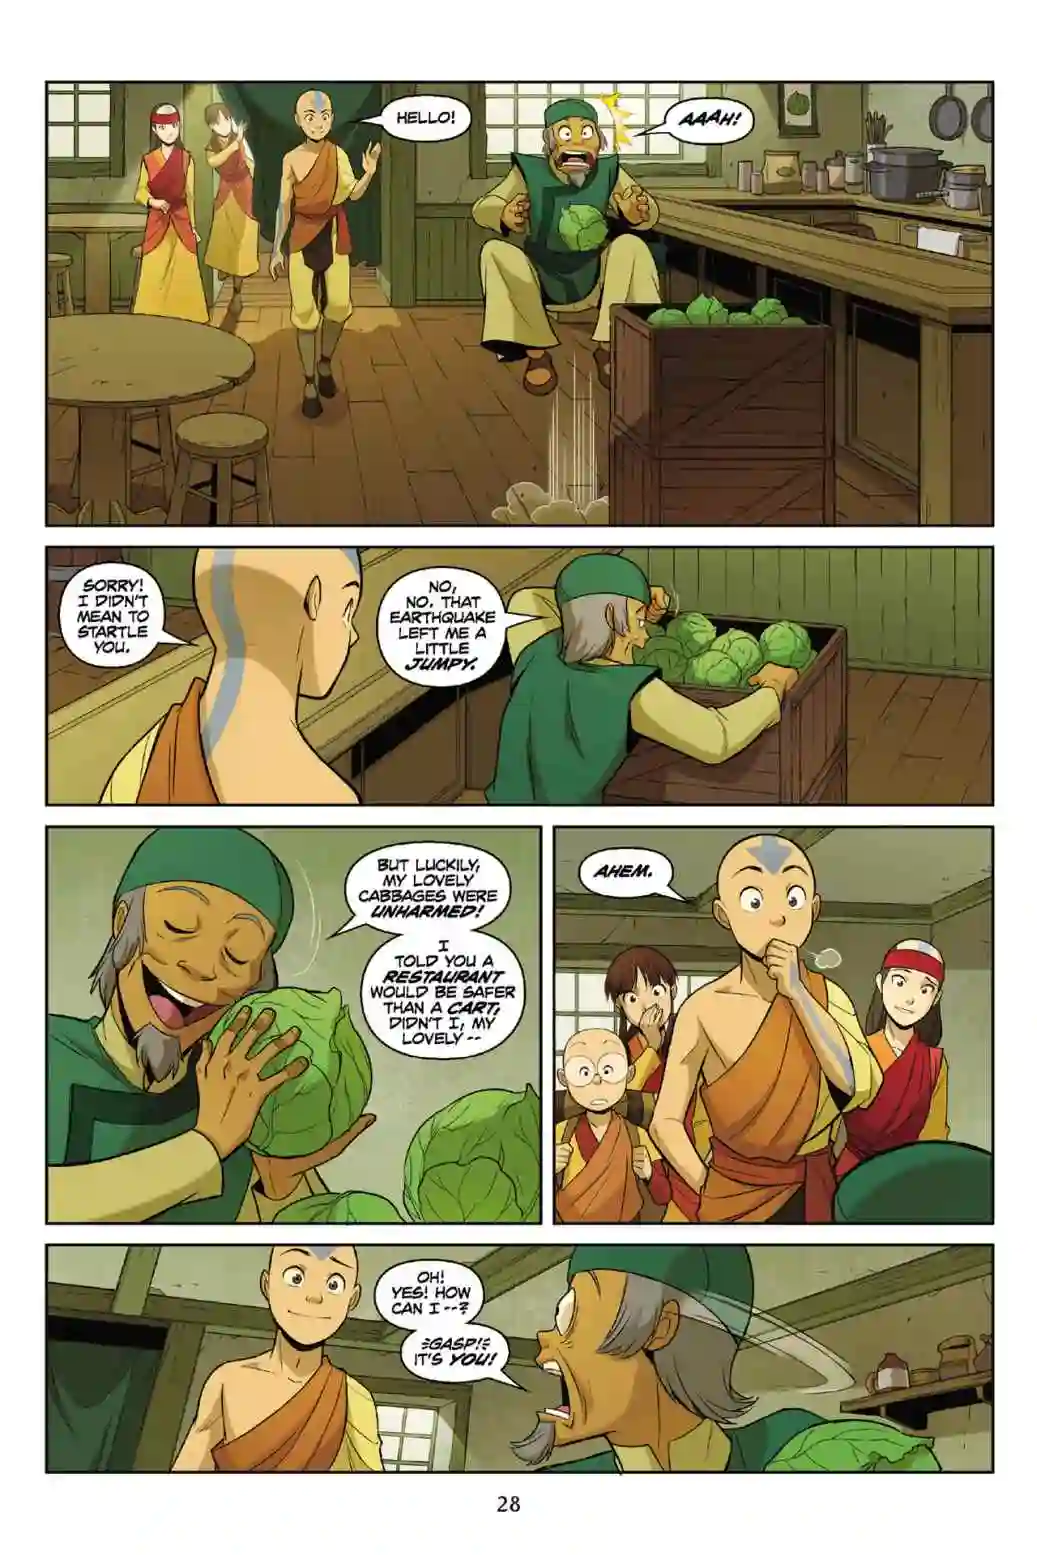 HELLO!
AAAH!
SORRY!
I DIDN'T
MEAN TO
STARTLE
YOU.
NO,
NO. THAT
EARTHQUAKE
LEFT ME A
LITTLE
JUMPY.
BUT LUCKILY,
MY LOVELY
CABBAGES WERE
UNHARMED!
I
TOLD YOU A
RESTAURANT
WOULD BE SAFER
THAN A CART,
DIDN'T I, MY
LOVELY --
AHEM.
OH!
YES! HOW
CAN I --?
GASP!
IT'S YOU!
28